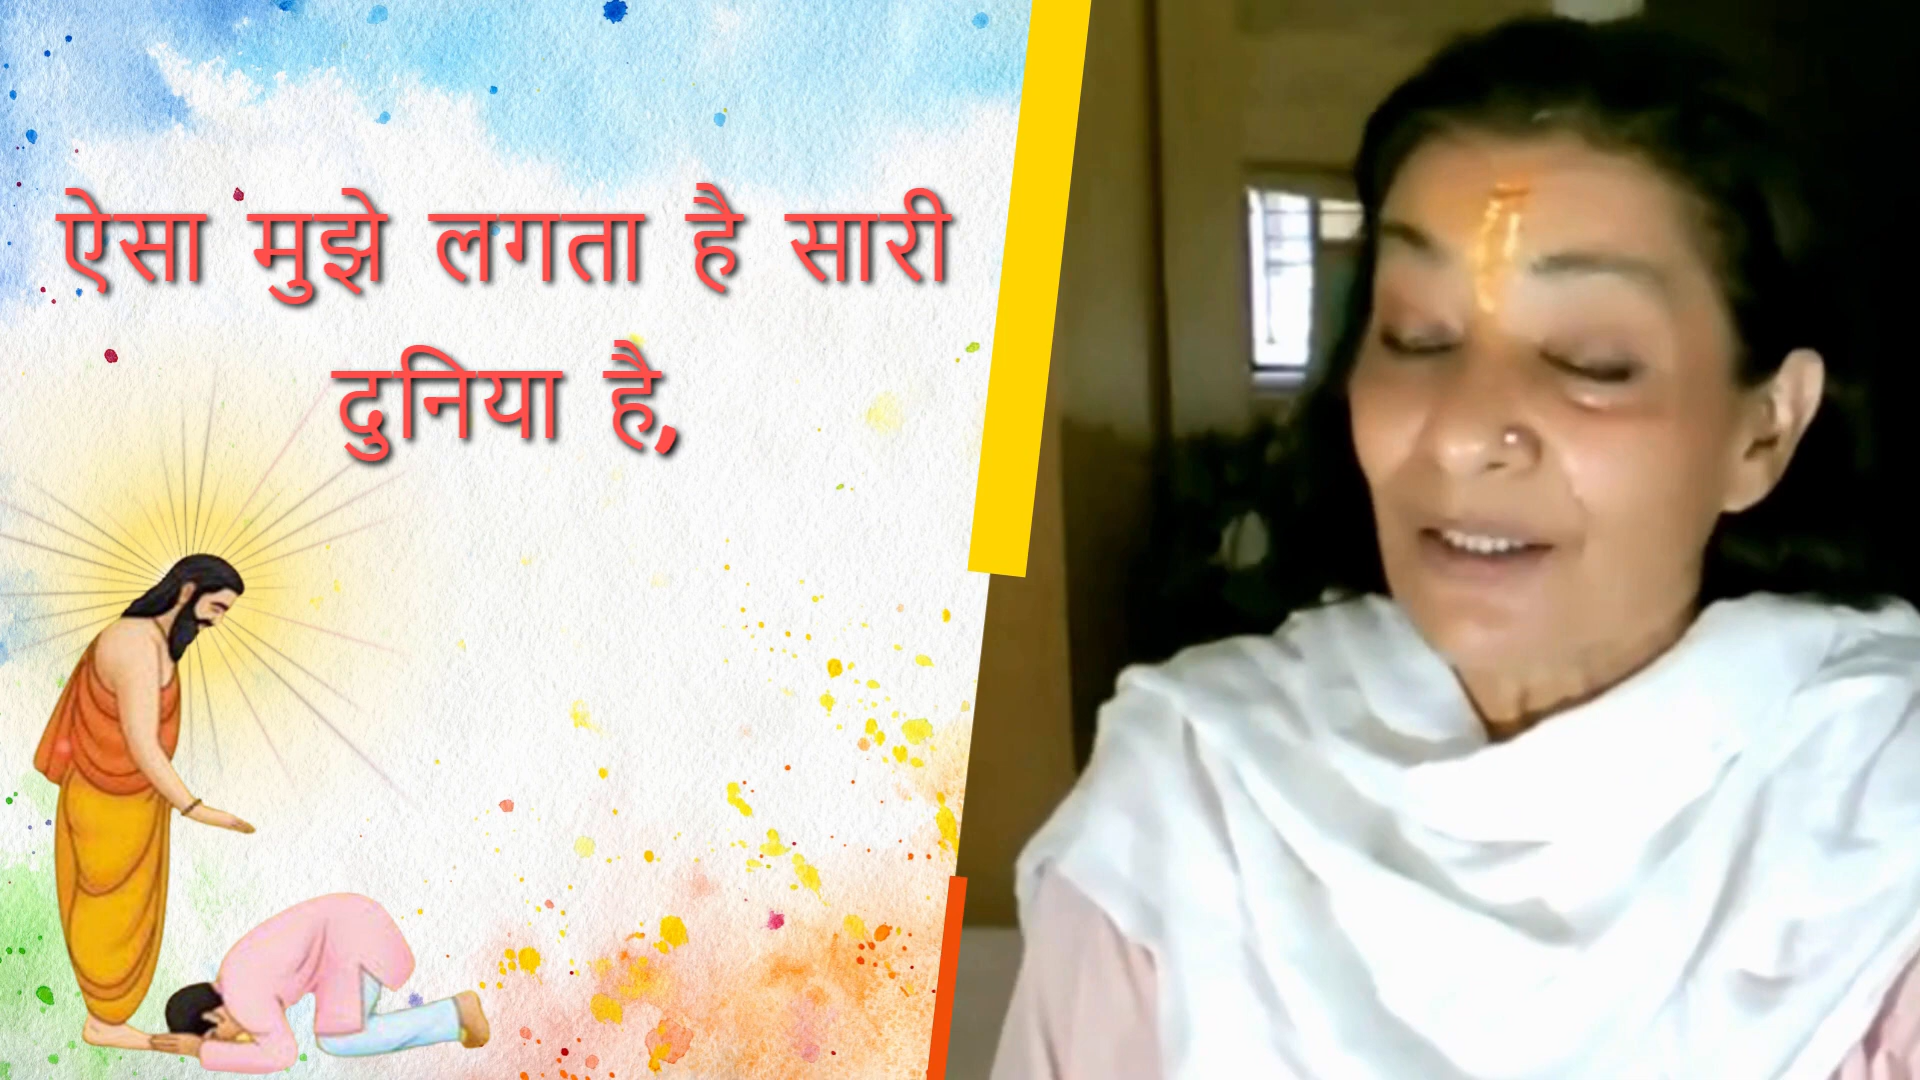 ऐसा मुझे लगता है सारी
दुनिया है,